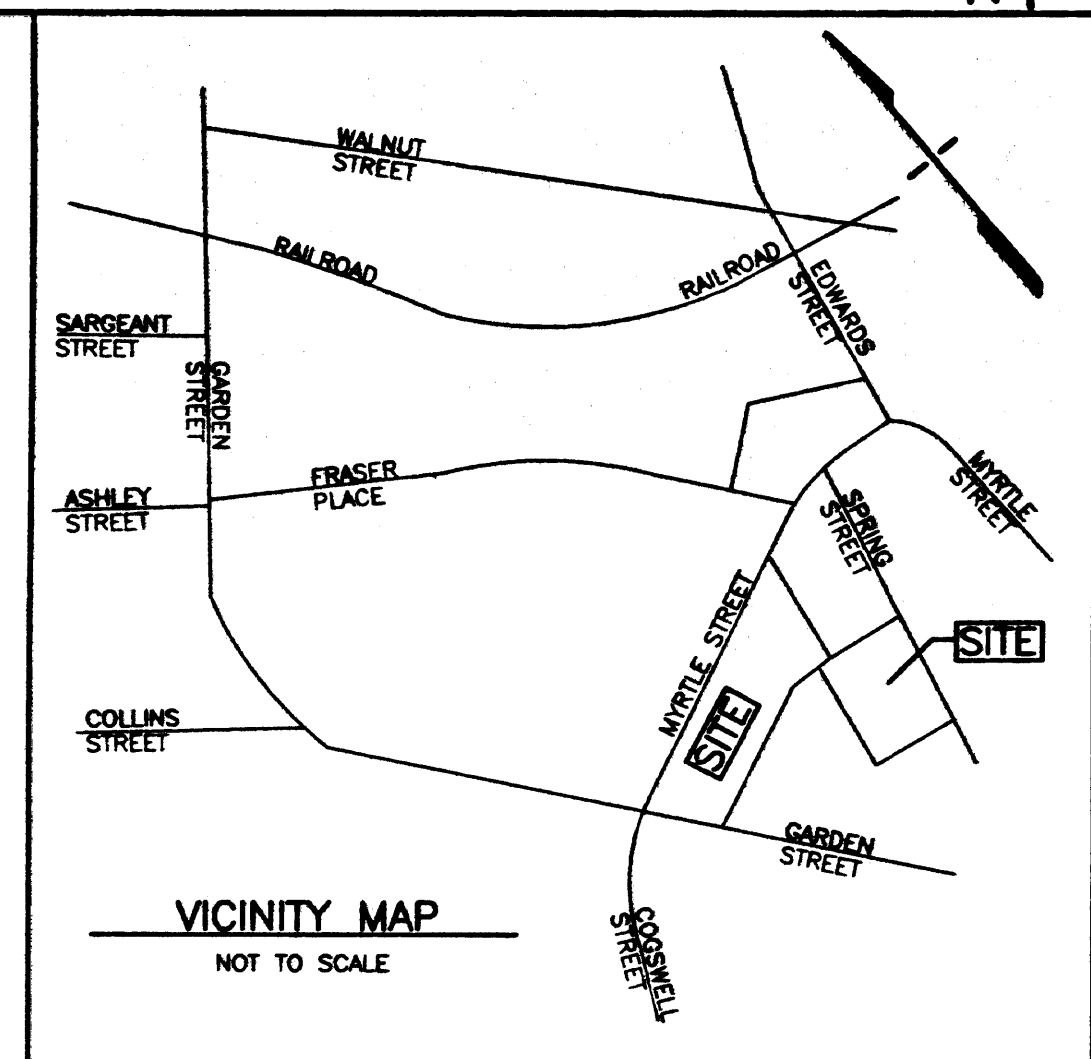 WALNUT
STREET
RAILROAD
RAILROAD
EDWARDS
STREET
SARGEANT
STREET
GARDEN
STREET
FRASER
PLACE
ASHLEY
STREET
MYRTLE
STREET
SPRING
STREET
MYRTLE STREET
SITE
SITE
COLLINS
STREET
GARDEN
STREET
COGSWELL
STREET
VICINITY MAP
NOT TO SCALE